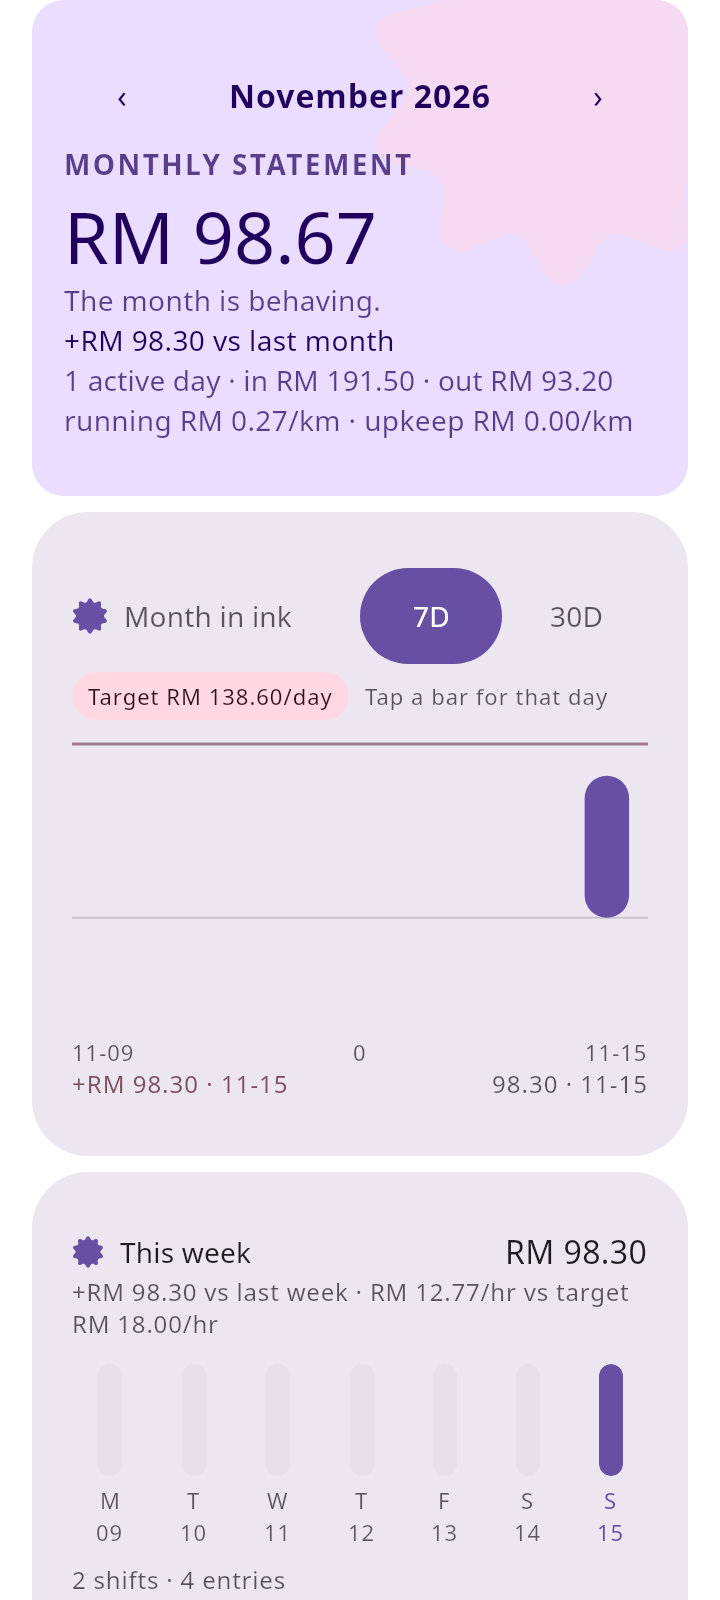 ‹ November 2026 ›
MONTHLY STATEMENT
RM 98.67
The month is behaving.
+RM 98.30 vs last month
1 active day · in RM 191.50 · out RM 93.20
running RM 0.27/km · upkeep RM 0.00/km
Month in ink 7D 30D
Target RM 138.60/day Tap a bar for that day
11-09 0 11-15
+RM 98.30 · 11-15 98.30 · 11-15
This week RM 98.30
+RM 98.30 vs last week · RM 12.77/hr vs target
RM 18.00/hr
M T W T F S S
09 10 11 12 13 14 15
2 shifts · 4 entries